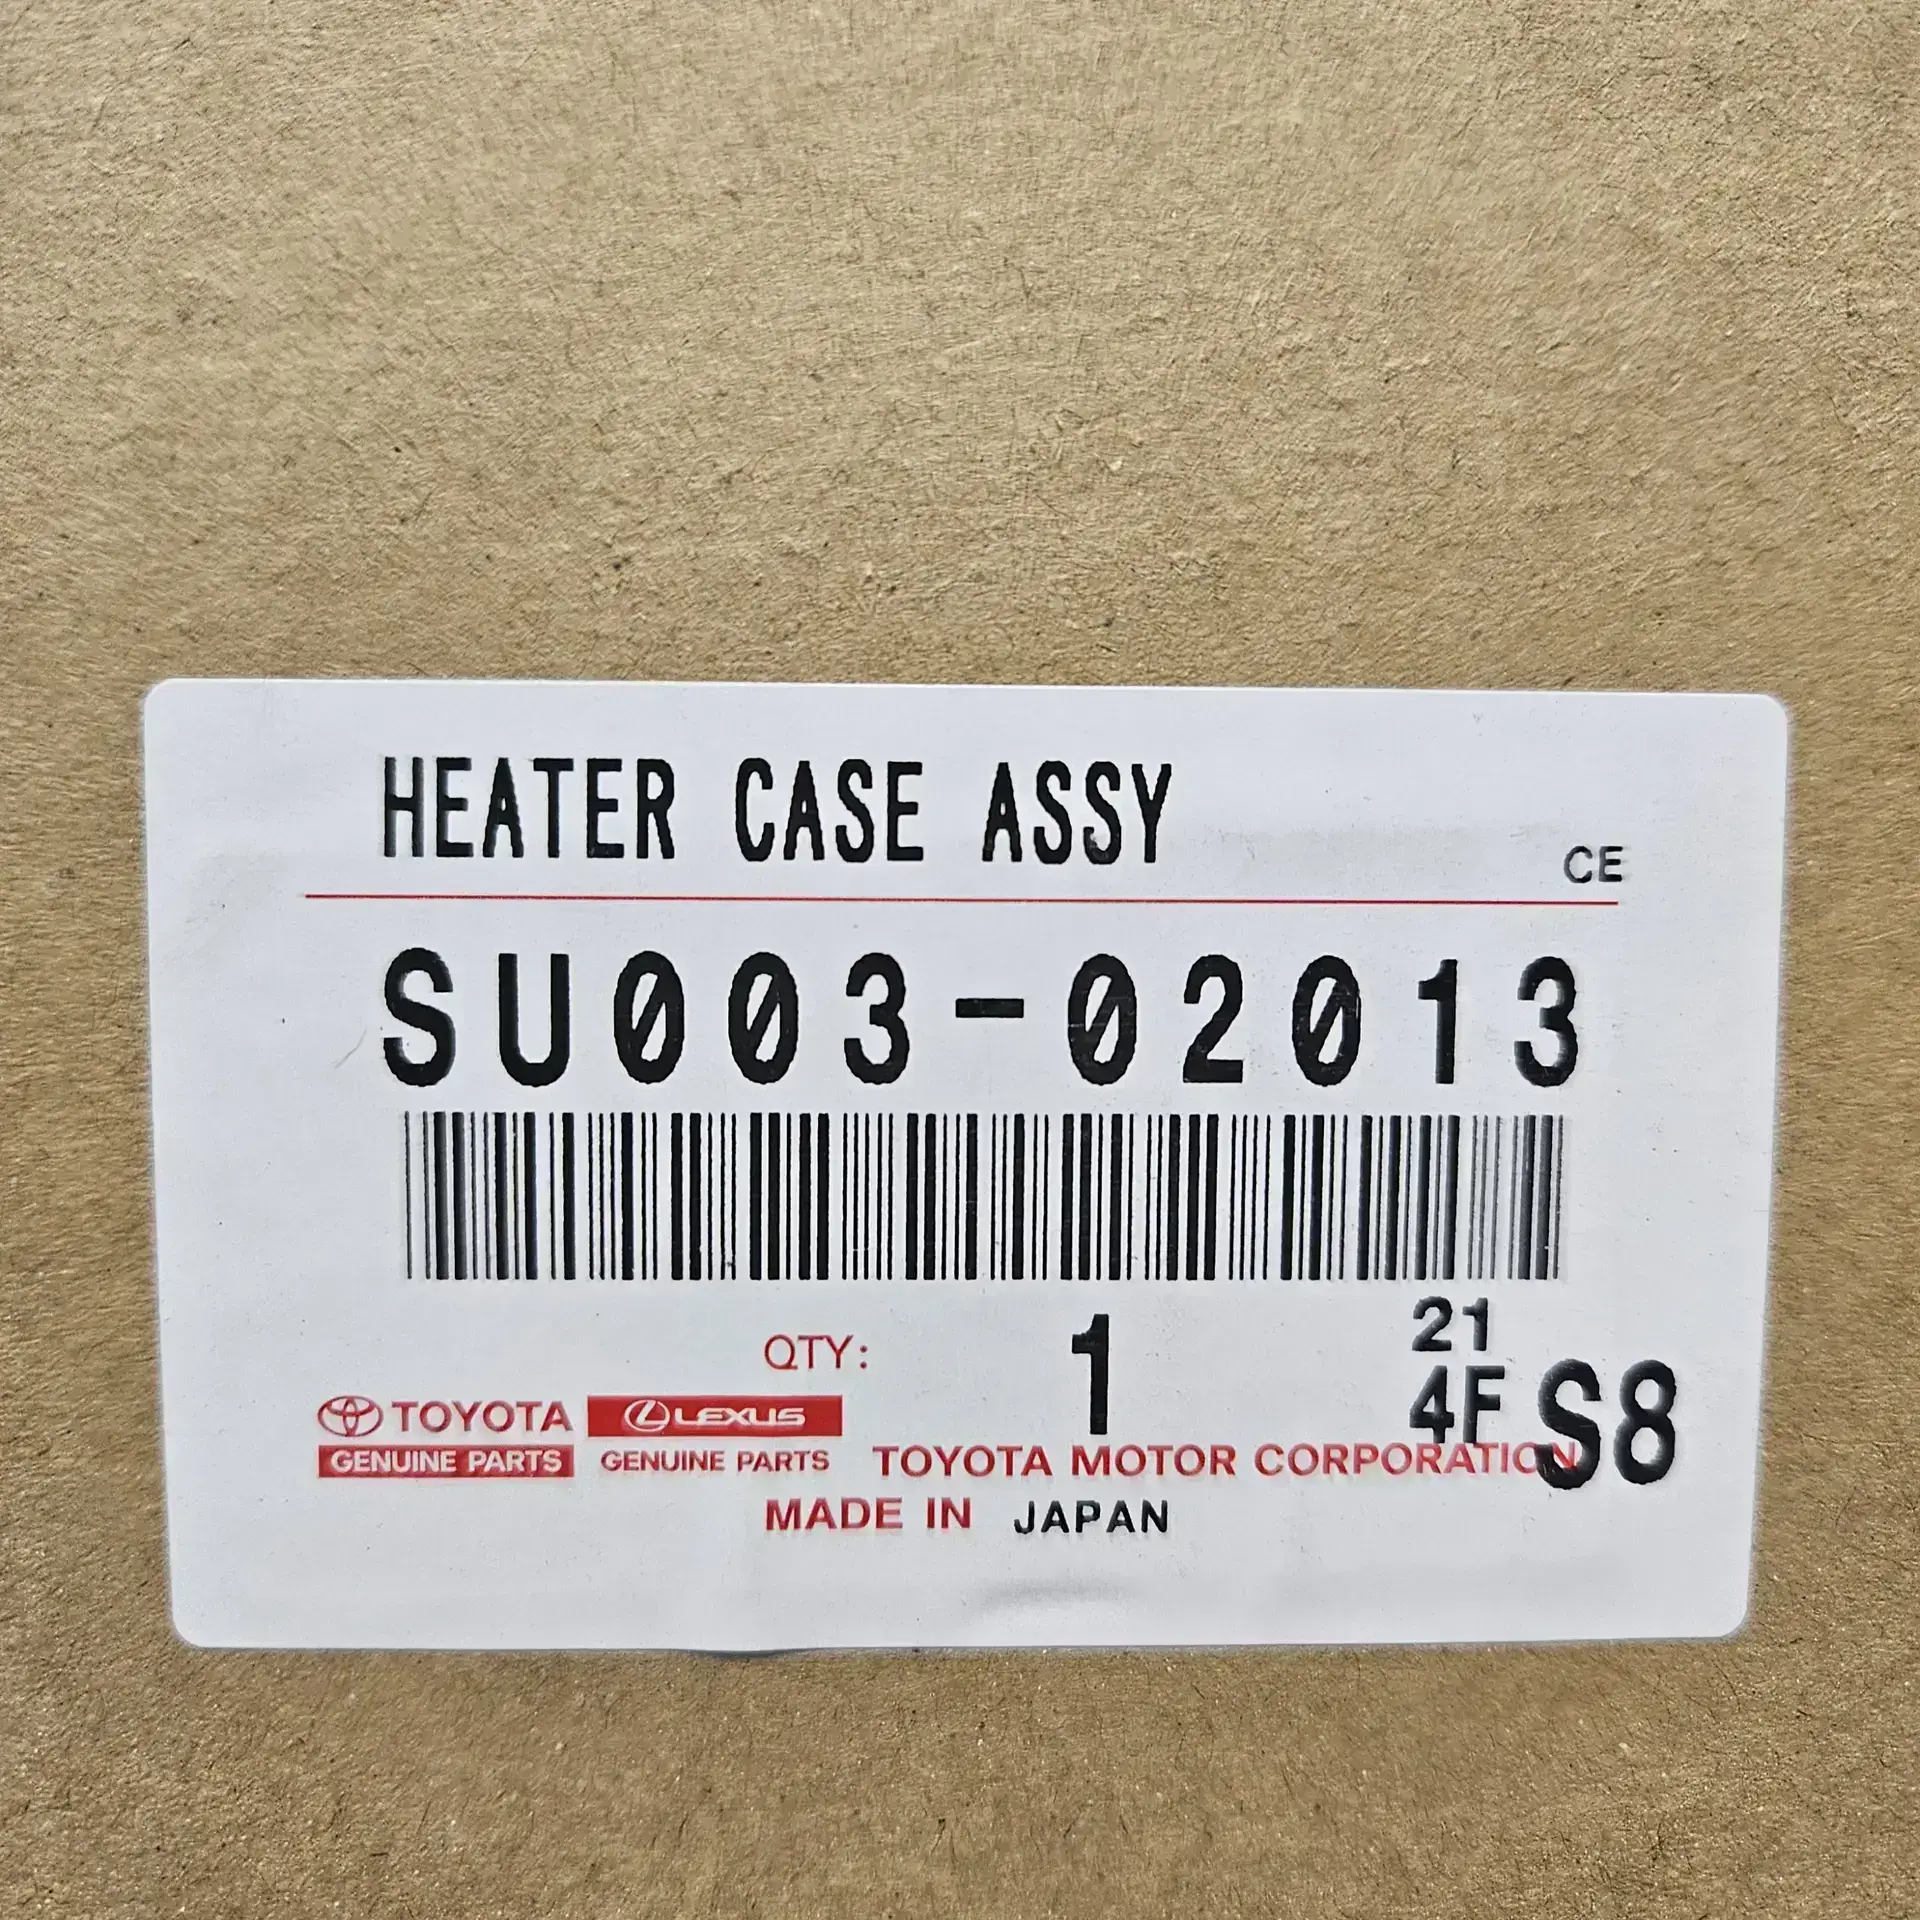 HEATER CASE ASSY
CE
SU003-02013
QTY: 1
21
4F S8
TOYOTA LEXUS
GENUINE PARTS GENUINE PARTS TOYOTA MOTOR CORPORATION
MADE IN JAPAN